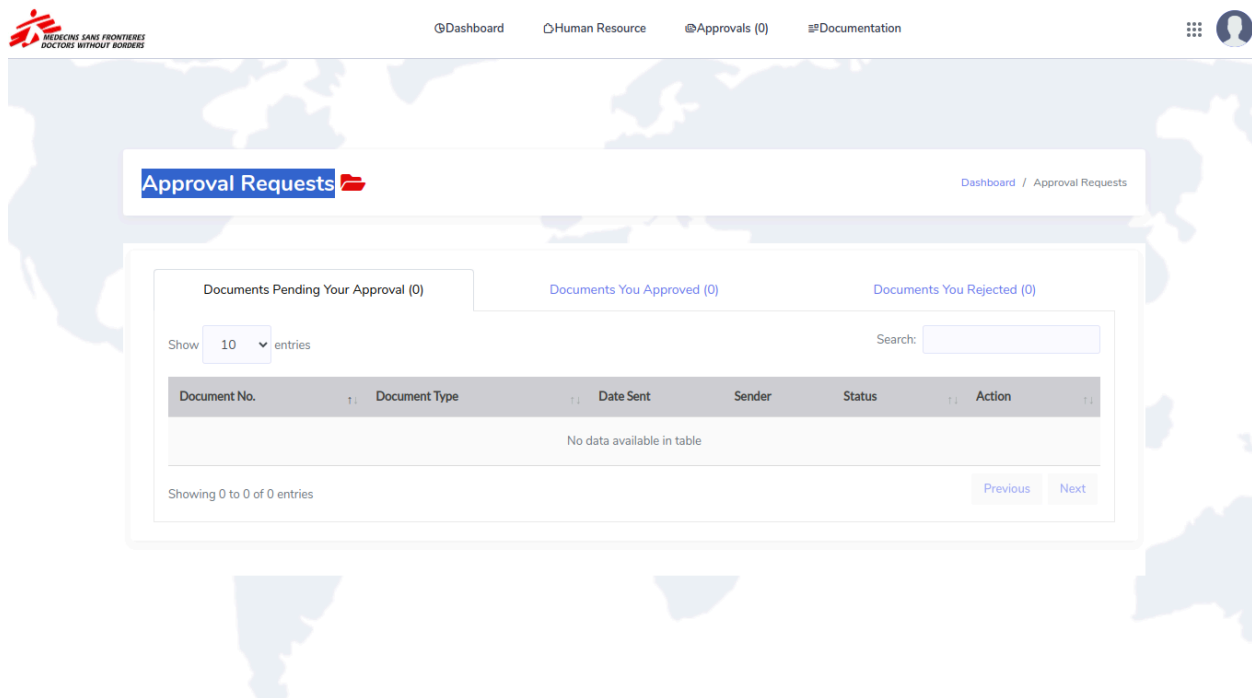 MEDECINS SANS FRONTIERES
DOCTORS WITHOUT BORDERS
Dashboard Human Resource Approvals (0) Documentation
Approval Requests
Dashboard / Approval Requests
Documents Pending Your Approval (0) Documents You Approved (0) Documents You Rejected (0)
Show 10 entries Search:
Document No. Document Type Date Sent Sender Status Action
No data available in table
Showing 0 to 0 of 0 entries Previous Next